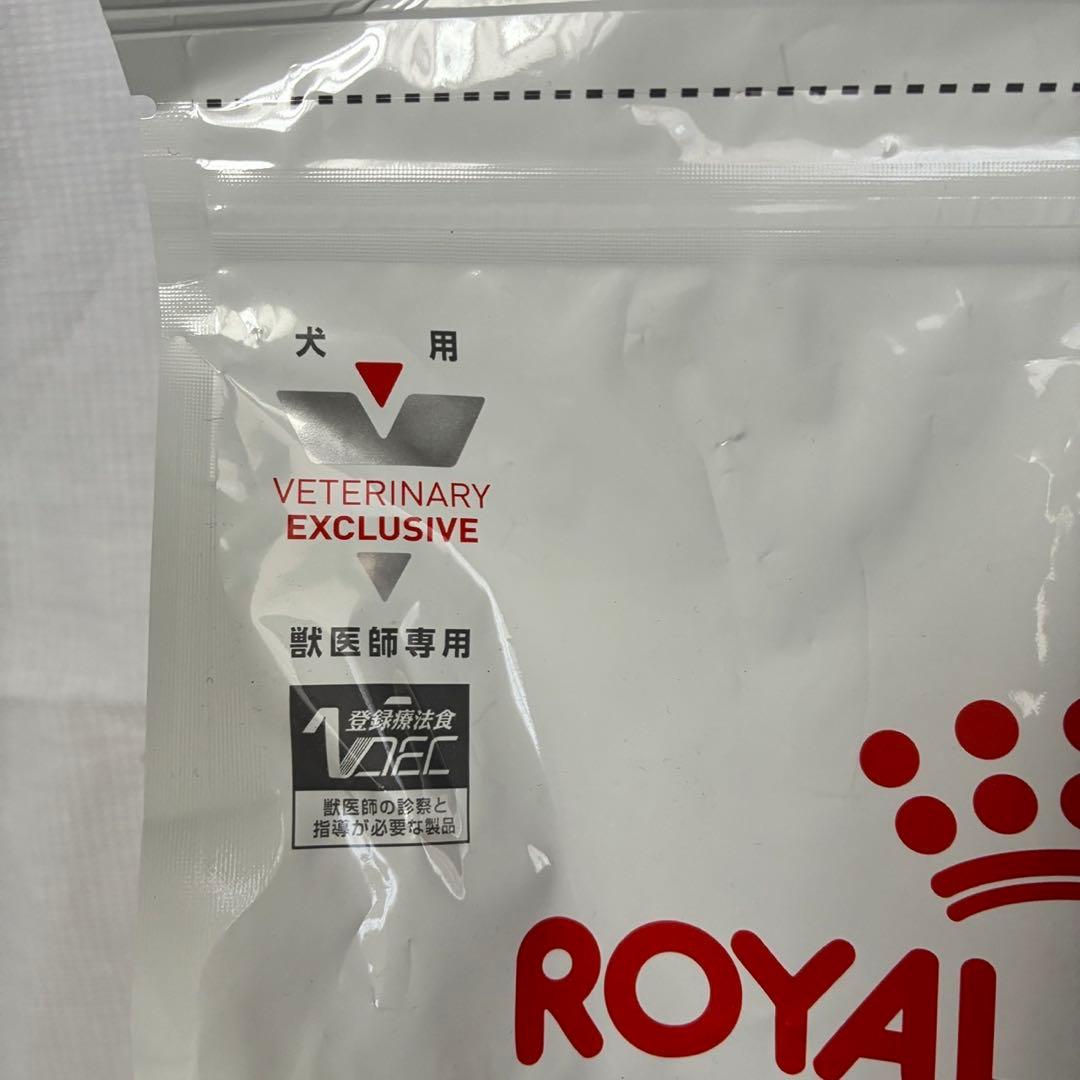 犬 用
VETERINARY
EXCLUSIVE
獣医師専用
登録療法食
VDEC
獣医師の診察と
指導が必要な製品
ROYAL